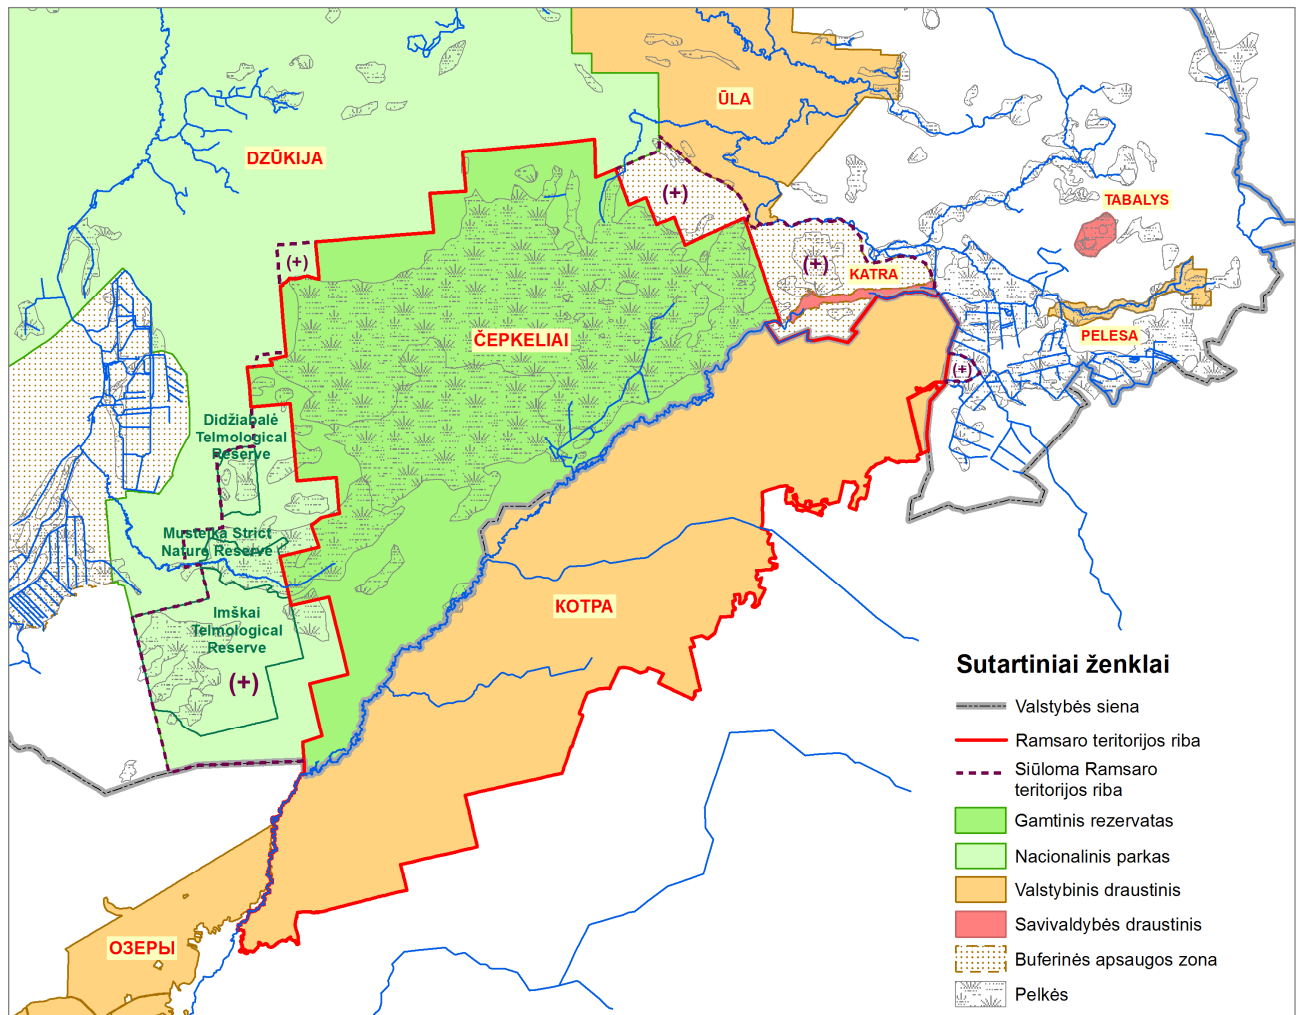 ŪLA
DZŪKIJA
(+)
TABALYS
(+)
(+)
KATRA
ČEPKELIAI
PELESA
(+)
Didžiabalė
Telmological
Reserve
Musteika Strict
Nature Reserve
КОТРА
Imškai
Telmological
Reserve
(+)
ОЗЕРЫ
Sutartiniai ženklai
Valstybės siena
Ramsaro teritorijos riba
Siūloma Ramsaro
teritorijos riba
Gamtinis rezervatas
Nacionalinis parkas
Valstybinis draustinis
Savivaldybės draustinis
Buferinės apsaugos zona
Pelkės